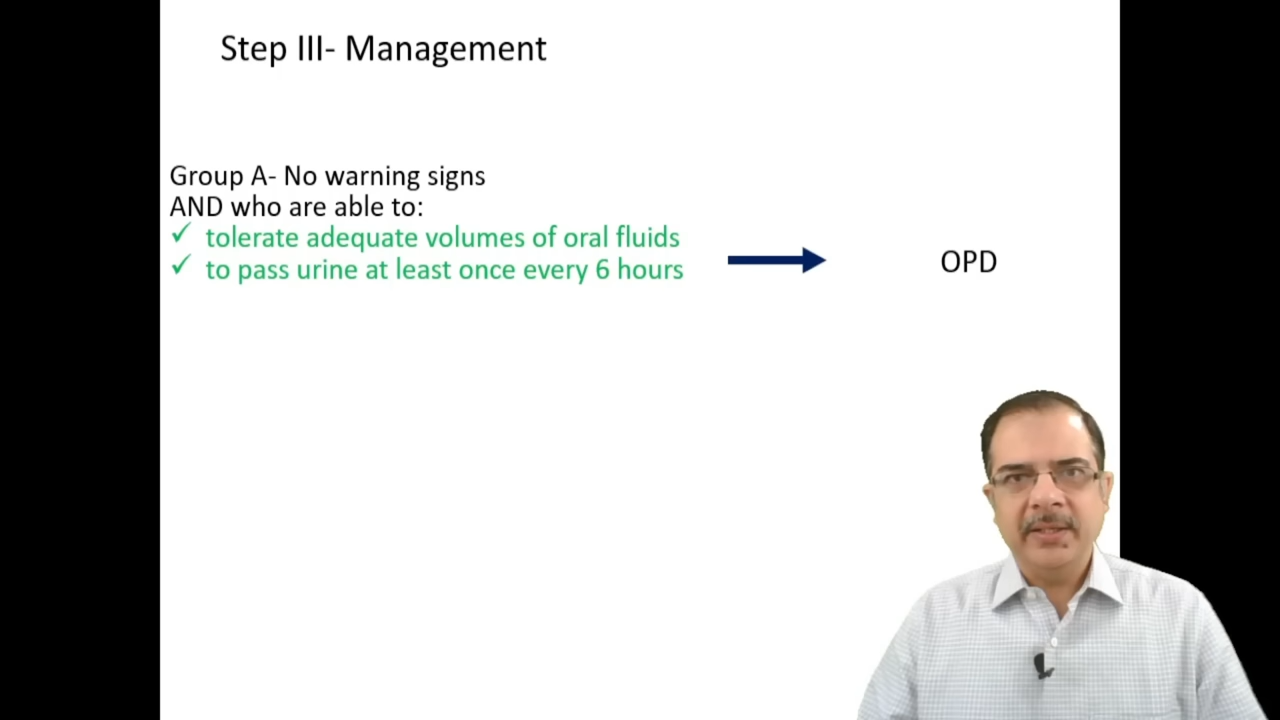 Step III- Management
Group A- No warning signs
AND who are able to:
✓ tolerate adequate volumes of oral fluids
✓ to pass urine at least once every 6 hours
OPD